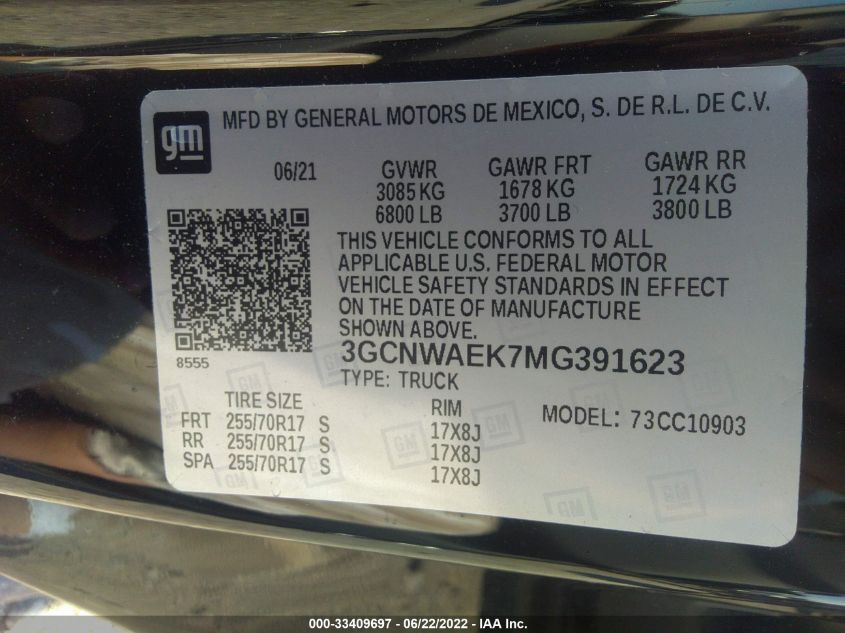 gm
MFD BY GENERAL MOTORS DE MEXICO, S. DE R.L. DE C.V.
06/21 GVWR GAWR FRT GAWR RR
3085 KG 1678 KG 1724 KG
6800 LB 3700 LB 3800 LB
THIS VEHICLE CONFORMS TO ALL
APPLICABLE U.S. FEDERAL MOTOR
VEHICLE SAFETY STANDARDS IN EFFECT
ON THE DATE OF MANUFACTURE
SHOWN ABOVE.
8555
3GCNWAEK7MG391623
TYPE: TRUCK
TIRE SIZE RIM MODEL: 73CC10903
FRT 255/70R17 S 17X8J
RR 255/70R17 S 17X8J
SPA 255/70R17 S 17X8J
GM GM GM GM
000-33409697 - 06/22/2022 - IAA Inc.